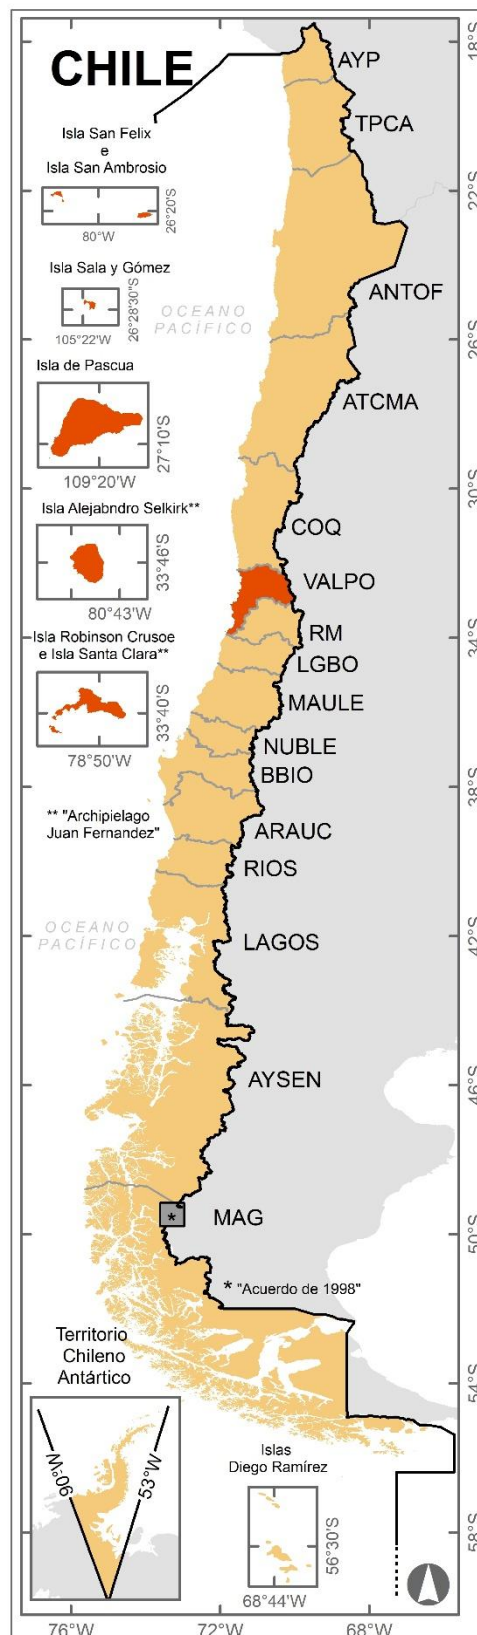 CHILE
Isla San Felix
e
Isla San Ambrosio
26°20'S
80°W
Isla Sala y Gómez
26°28'30"S
105°22'W
Isla de Pascua
27°10'S
109°20'W
Isla Alejabndro Selkirk**
33°46'S
80°43'W
Isla Robinson Crusoe
e Isla Santa Clara**
33°40'S
78°50'W
** "Archipielago
Juan Fernandez"
OCEANO
PACÍFICO
OCEANO
PACÍFICO
AYP
TPCA
ANTOF
ATCMA
COQ
VALPO
RM
LGBO
MAULE
NUBLE
BBIO
ARAUC
RIOS
LAGOS
AYSEN
MAG
*
* "Acuerdo de 1998"
Territorio
Chileno
Antártico
90°W
53°W
Islas
Diego Ramírez
56°30'S
68°44'W
18°S
22°S
26°S
30°S
34°S
38°S
42°S
46°S
50°S
54°S
58°S
76°W
72°W
68°W